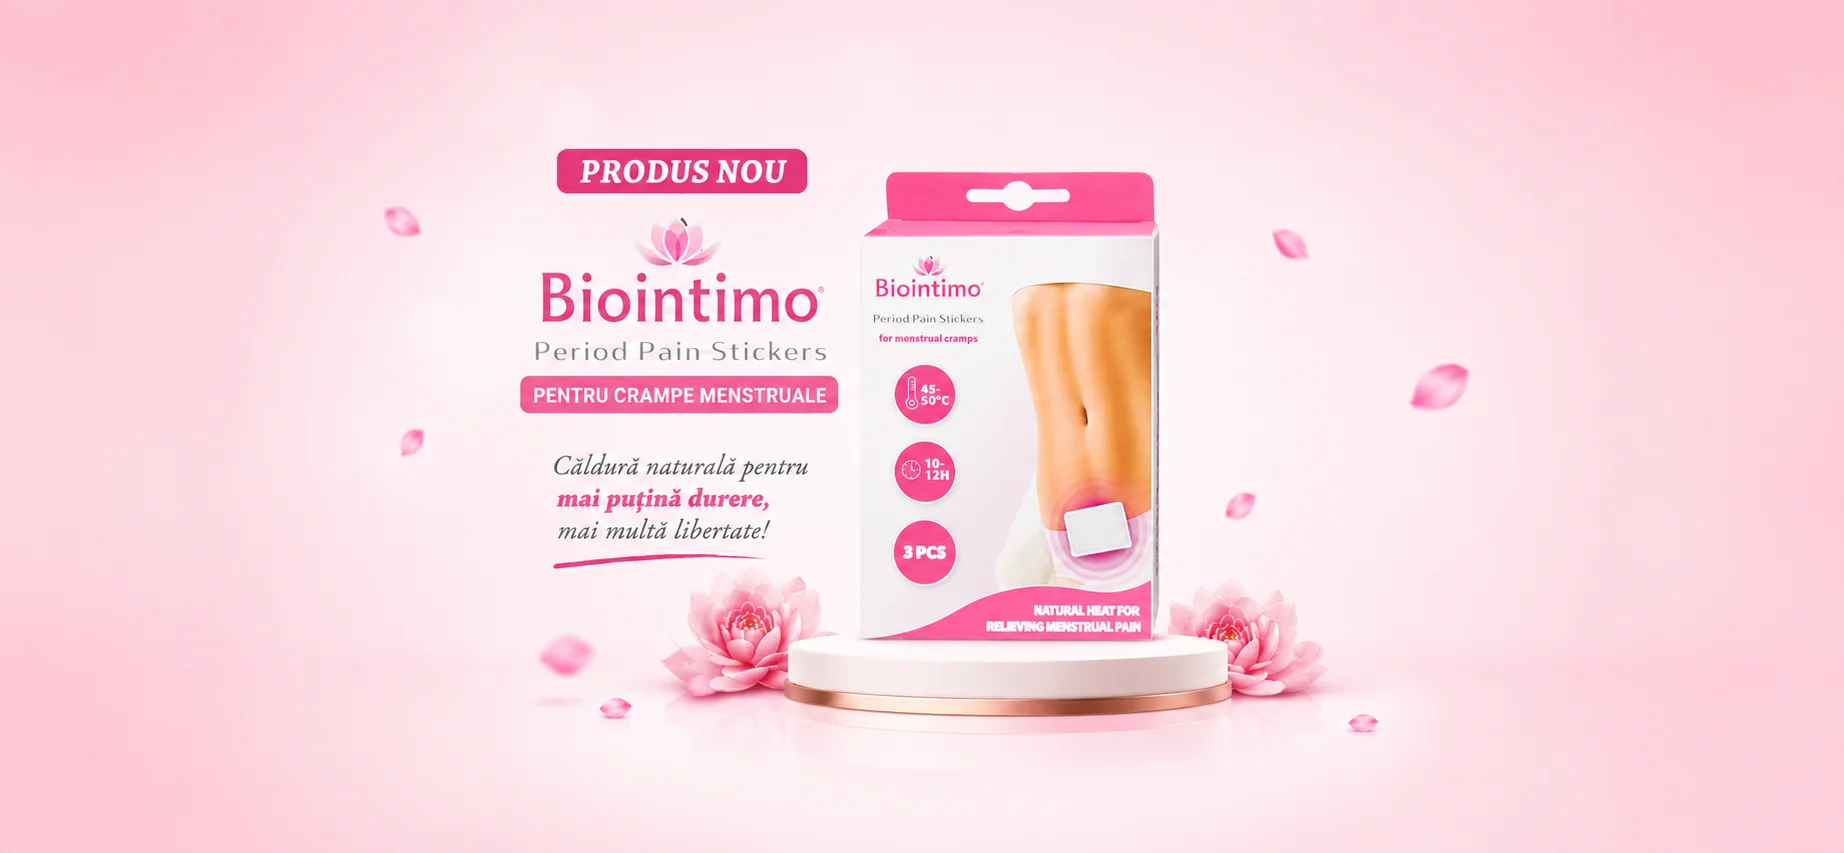 PRODUS NOU
Biointimo®
Period Pain Stickers
PENTRU CRAMPE MENSTRUALE
Căldură naturală pentru
mai puțină durere,
mai multă libertate!
Biointimo®
Period Pain Stickers
for menstrual cramps
45-
50°C
10-
12H
3 PCS
NATURAL HEAT FOR
RELIEVING MENSTRUAL PAIN